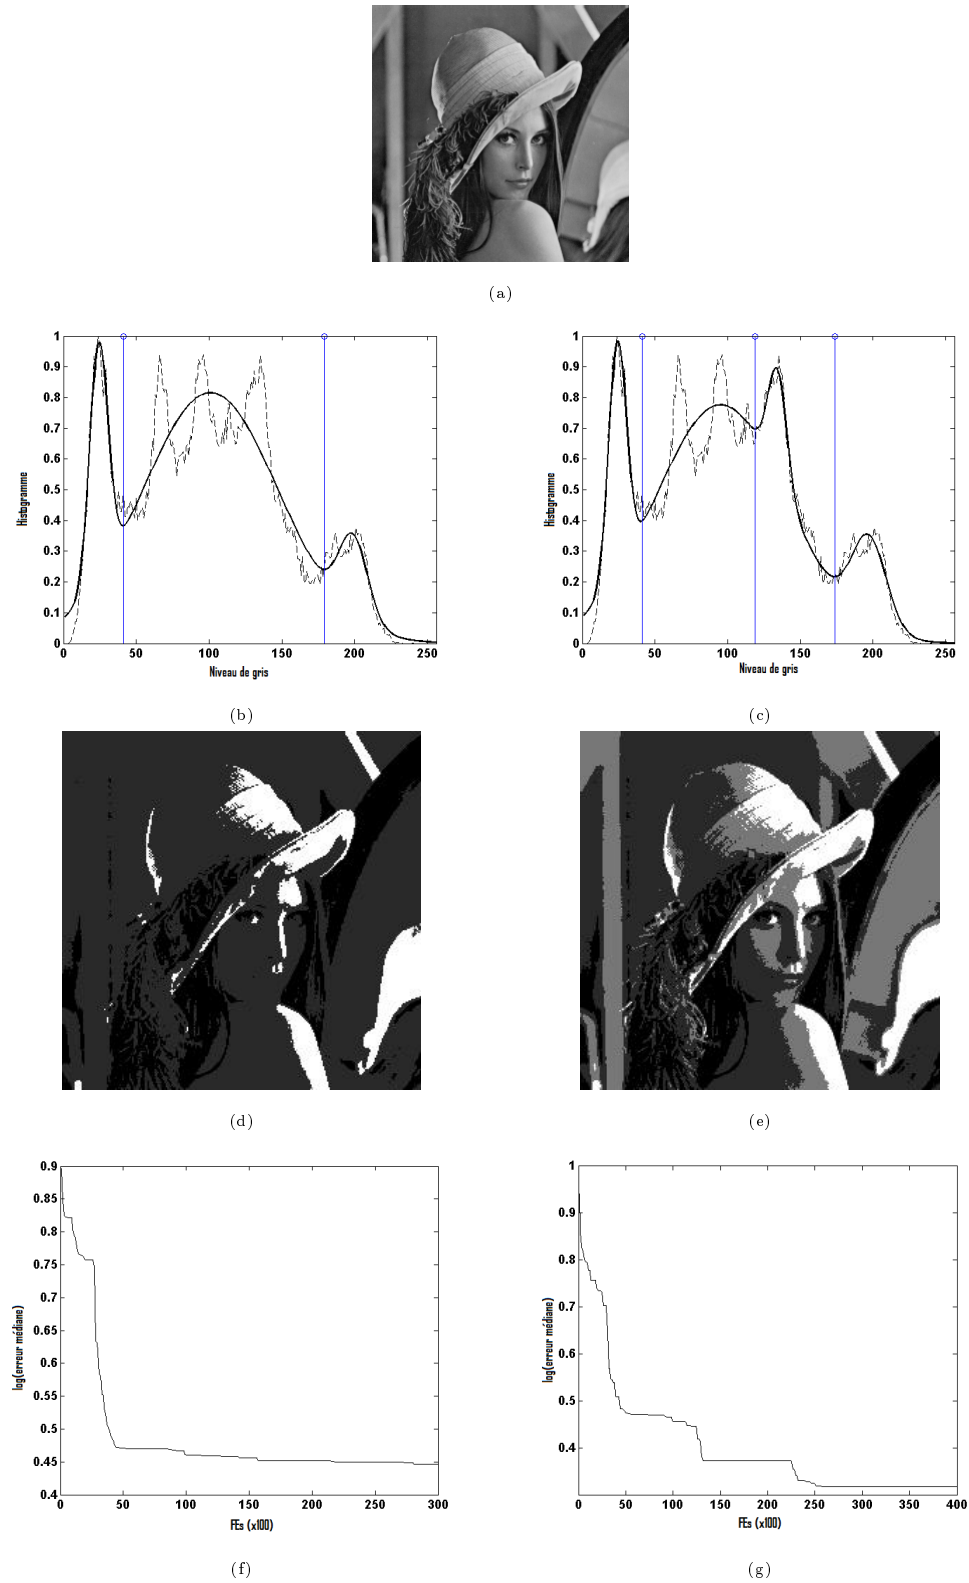 (a)
1
0.9
0.8
0.7
0.6
0.5
0.4
0.3
0.2
0.1
0
0 50 100 150 200 250
Histogramme
Niveau de gris
(b)
1
0.9
0.8
0.7
0.6
0.5
0.4
0.3
0.2
0.1
0
0 50 100 150 200 250
Histogramme
Niveau de gris
(c)
(d)
(e)
0.9
0.85
0.8
0.75
0.7
0.65
0.6
0.55
0.5
0.45
0.4
0 50 100 150 200 250 300
log(erreur médiane)
FEs (x100)
(f)
1
0.9
0.8
0.7
0.6
0.5
0.4
0 50 100 150 200 250 300 350 400
log(erreur médiane)
FEs (x100)
(g)